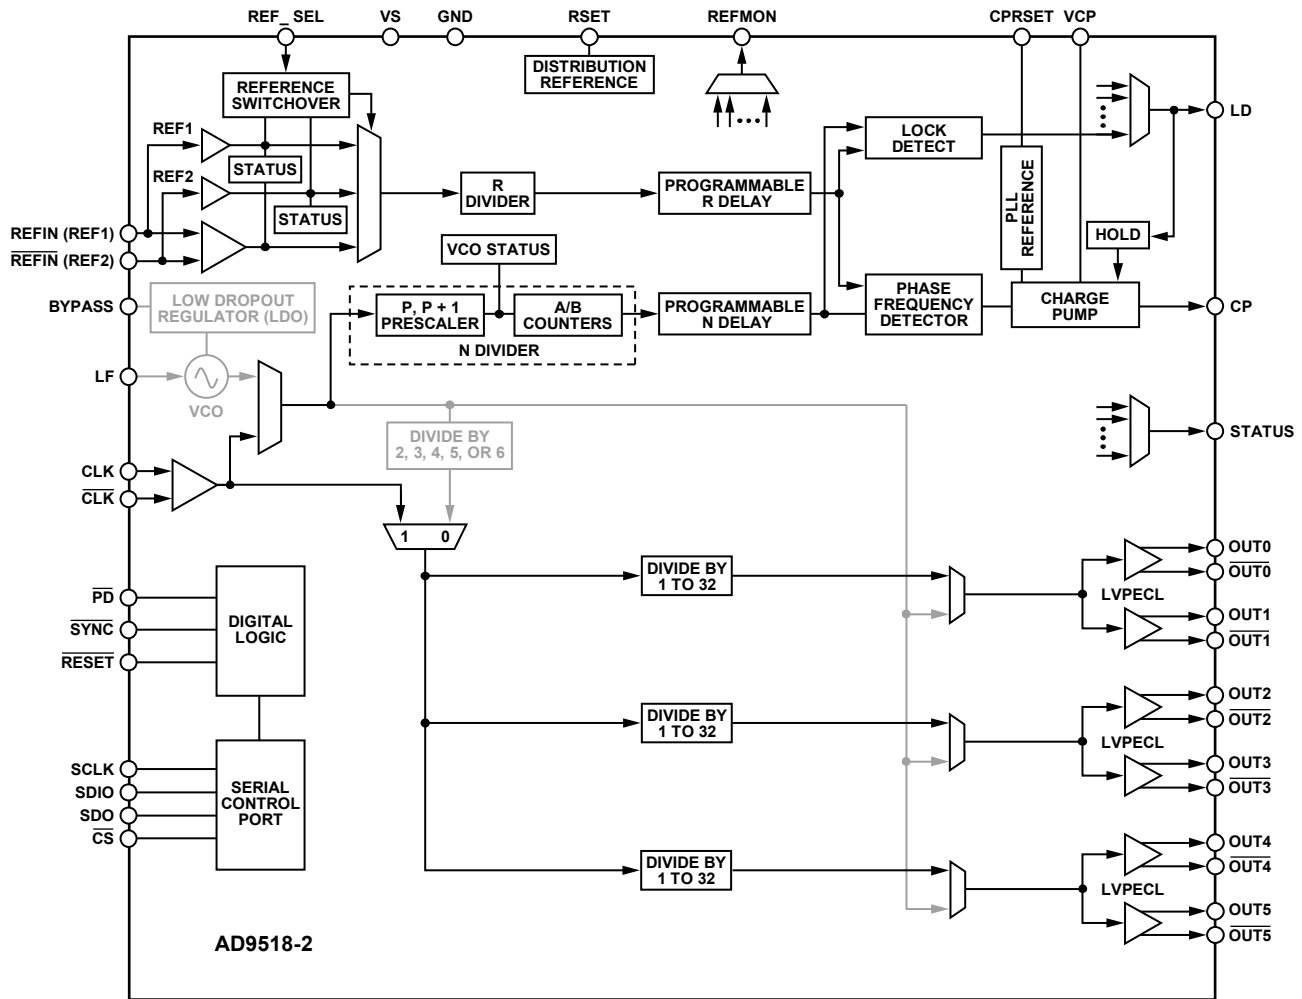 REF_ SEL
VS
GND
RSET
REFMON
CPRSET VCP
DISTRIBUTION
REFERENCE
REFERENCE
SWITCHOVER
REF1
STATUS
REF2
STATUS
R
DIVIDER
PROGRAMMABLE
R DELAY
LOCK
DETECT
LD
PLL
REFERENCE
HOLD
REFIN (REF1)
REFIN (REF2)
VCO STATUS
BYPASS
LOW DROPOUT
REGULATOR (LDO)
P, P + 1
PRESCALER
A/B
COUNTERS
N DIVIDER
PROGRAMMABLE
N DELAY
PHASE
FREQUENCY
DETECTOR
CHARGE
PUMP
CP
LF
VCO
DIVIDE BY
2, 3, 4, 5, OR 6
STATUS
CLK
CLK
1 0
DIVIDE BY
1 TO 32
LVPECL
OUT0
OUT0
OUT1
OUT1
PD
SYNC
RESET
DIGITAL
LOGIC
DIVIDE BY
1 TO 32
LVPECL
OUT2
OUT2
OUT3
OUT3
SCLK
SDIO
SDO
CS
SERIAL
CONTROL
PORT
DIVIDE BY
1 TO 32
LVPECL
OUT4
OUT4
OUT5
OUT5
AD9518-2